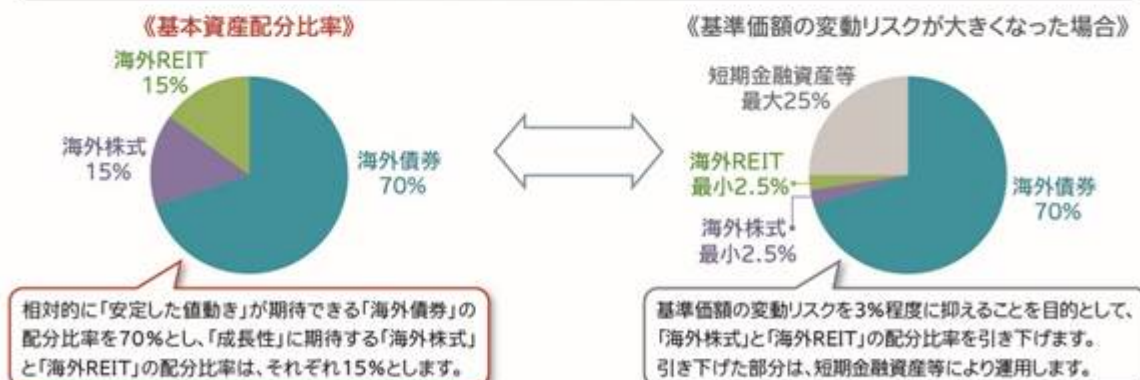 《基本資産配分比率》
海外REIT
15%
海外株式
15%
海外債券
70%
相対的に「安定した値動き」が期待できる「海外債券」の
配分比率を70%とし、「成長性」に期待する「海外株式」
と「海外REIT」の配分比率は、それぞれ15%とします。
《基準価額の変動リスクが大きくなった場合》
短期金融資産等
最大25%
海外REIT
最小2.5%
海外株式
最小2.5%
海外債券
70%
基準価額の変動リスクを3%程度に抑えることを目的として、
「海外株式」と「海外REIT」の配分比率を引き下げます。
引き下げた部分は、短期金融資産等により運用します。